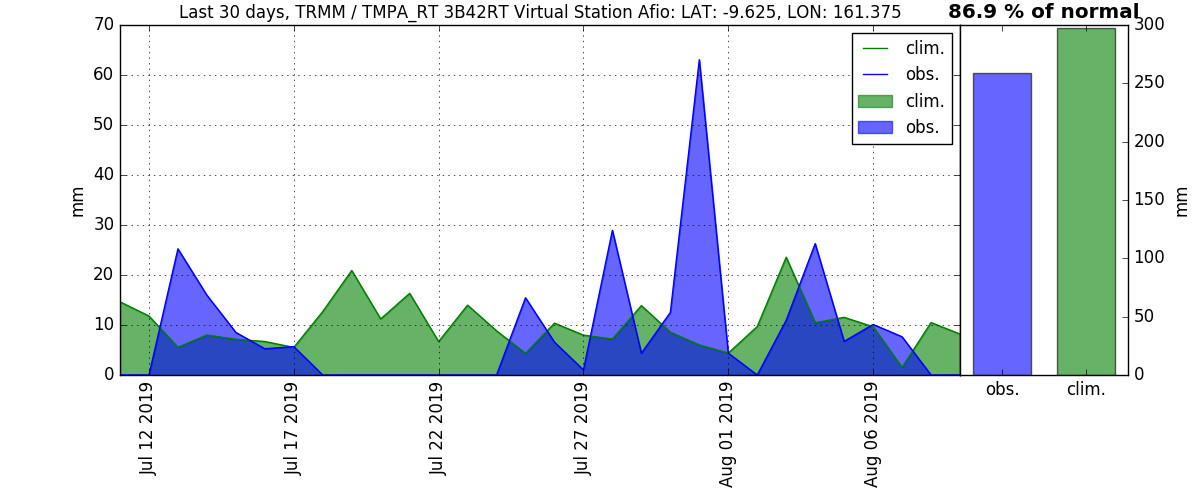 Last 30 days, TRMM / TMPA_RT 3B42RT Virtual Station Afio: LAT: -9.625, LON: 161.375
86.9 % of normal
70
60
50
40
30
20
10
0
mm
clim.
obs.
clim.
obs.
300
250
200
150
100
50
0
mm
obs.
clim.
Jul 12 2019
Jul 17 2019
Jul 22 2019
Jul 27 2019
Aug 01 2019
Aug 06 2019